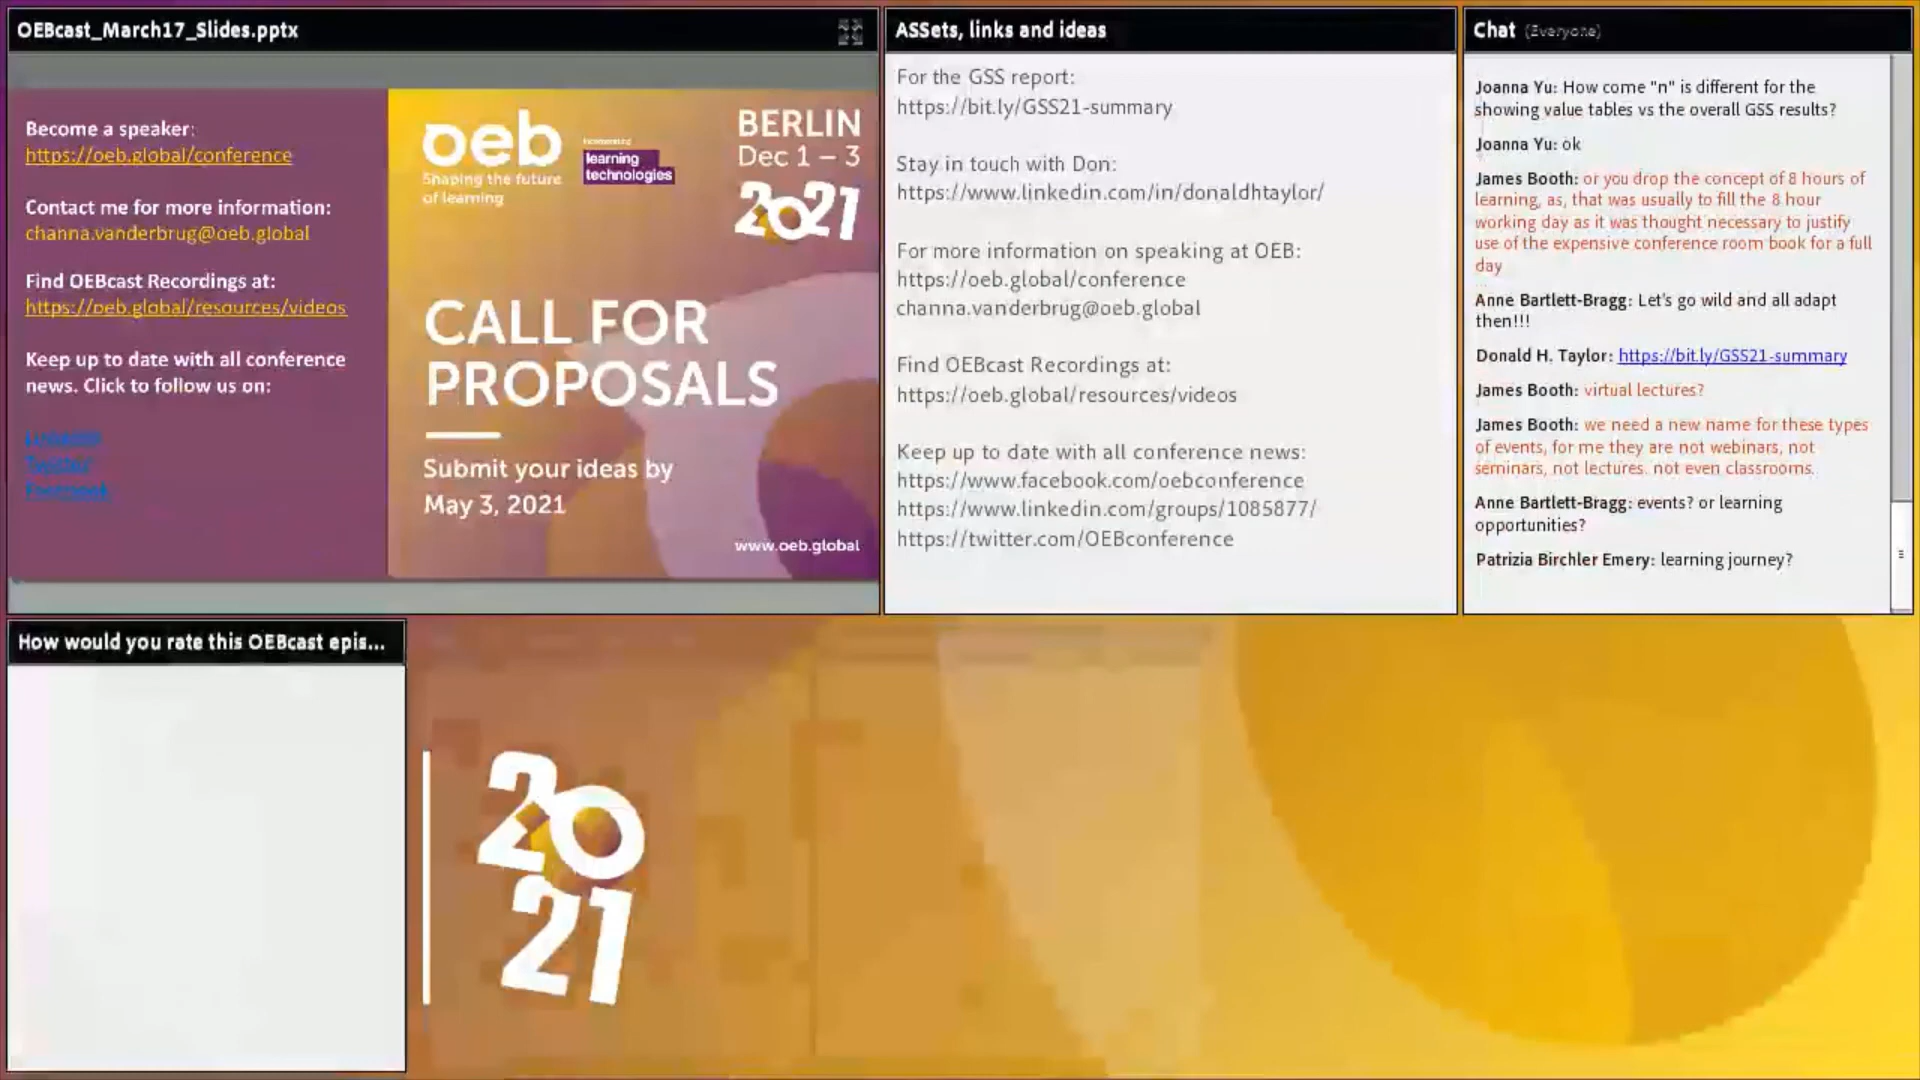 OEBcast_March17_Slides.pptx
Become a speaker:
https://oeb.global/conference
Contact me for more information:
channa.vanderbrug@oeb.global
Find OEBcast Recordings at:
https://oeb.global/resources/videos
Keep up to date with all conference
news. Click to follow us on:
LinkedIn
Twitter
Facebook
oeb
Shaping the future
of learning
learning
technologies
BERLIN
Dec 1 – 3
2021
CALL FOR
PROPOSALS
Submit your ideas by
May 3, 2021
www.oeb.global
ASSets, links and ideas
For the GSS report:
https://bit.ly/GSS21-summary
Stay in touch with Don:
https://www.linkedin.com/in/donaldhtaylor/
For more information on speaking at OEB:
https://oeb.global/conference
channa.vanderbrug@oeb.global
Find OEBcast Recordings at:
https://oeb.global/resources/videos
Keep up to date with all conference news:
https://www.facebook.com/oebconference
https://www.linkedin.com/groups/1085877/
https://twitter.com/OEBconference
Chat (Everyone)
Joanna Yu: How come "n" is different for the
showing value tables vs the overall GSS results?
Joanna Yu: ok
James Booth: or you drop the concept of 8 hours of
learning, as, that was usually to fill the 8 hour
working day as it was thought necessary to justify
use of the expensive conference room book for a full
day
Anne Bartlett-Bragg: Let's go wild and all adapt
then!!!
Donald H. Taylor: https://bit.ly/GSS21-summary
James Booth: virtual lectures?
James Booth: we need a new name for these types
of events, for me they are not webinars, not
seminars, not lectures. not even classrooms.
Anne Bartlett-Bragg: events? or learning
opportunities?
Patrizia Birchler Emery: learning journey?
How would you rate this OEBcast epis...
20
21